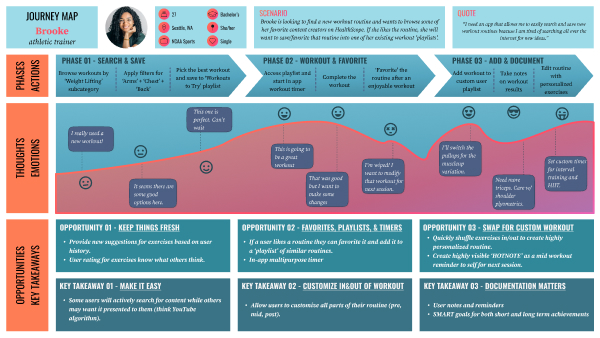 JOURNEY MAP
Brooke
athletic trainer
27
Bachelor's
Seattle, WA
She/her
NCAA Sports
Single
SCENARIO
Brooke is looking to find a new workout routine and wants to browse some of
her favorite content creators on HealthScope. If she likes the routine, she will
want to save/favorite that routine into one of her existing workout 'playlists'.
QUOTE
"I need an app that allows me to easily search and save new
workout routines because I am tired of searching all over the
internet for new ideas."
PHASES
ACTIONS
PHASE 01 - SEARCH & SAVE
Browse workouts by
'Weight Lifting'
subcategory
Apply filters for
'Arms' + 'Chest' +
'Back'
Pick the best workout
and save to 'Workouts
to Try' playlist
PHASE 02 - WORKOUT & FAVORITE
Access playlist and
start in app
workout timer
Complete the
workout
'Favorite' the
routine after an
enjoyable workout
PHASE 03 - ADD & DOCUMENT
Add workout to
custom user
playlist
Take notes
on workout
results
Edit routine
with
personalized
exercises
THOUGHTS
EMOTIONS
I really need a
new workout!
It seems there are
some good
options here.
This one is
perfect. Can't
wait
This is going to
be a great
workout
That was good
but I want to
make some
changes
I'm wiped! I
want to modify
that workout for
next session.
I'll switch the
pullups for the
muscleup
variation.
Need more
triceps. Care w/
shoulder
plyometrics.
Set custom times
for interval
training and
HIIT.
OPPORTUNITIES
KEY TAKEAWAYS
OPPORTUNITY 01 - KEEP THINGS FRESH
• Provide new suggestions for exercises based on user
history.
• User rating for exercises know what others think.
OPPORTUNITY 02 - FAVORITES, PLAYLISTS, & TIMERS
• If a user likes a routine they can favorite it and add it to
a 'playlist' of similar routines.
• In-app multipurpose timer
OPPORTUNITY 03 - SWAP FOR CUSTOM WORKOUT
• Quickly shuffle exercises in/out to create highly
personalized routine.
• Create highly visible 'HOTNOTE' as a mid workout
reminder to self for next session.
KEY TAKEAWAY 01 - MAKE IT EASY
• Some users will actively search for content while others
may want it presented to them (think YouTube
algorithm).
KEY TAKEAWAY 02 - CUSTOMIZE IN&OUT OF WORKOUT
• Allow users to customize all parts of their routine (pre,
mid, post).
KEY TAKEAWAY 03 - DOCUMENTATION MATTERS
• User notes and reminders
• SMART goals for both short and long term achievements